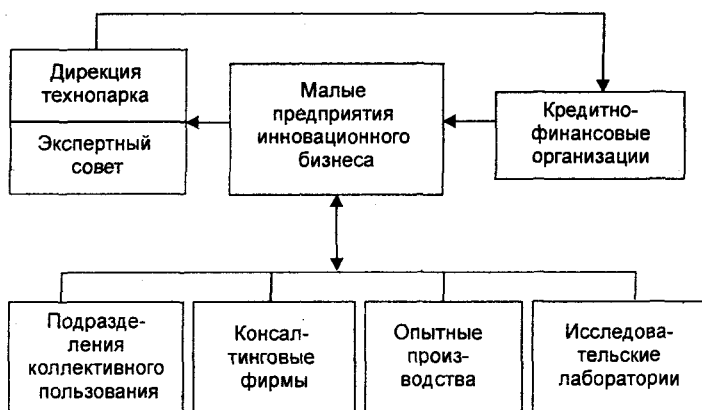 Дирекция
технопарка
Экспертный
совет
Малые
предприятия
инновационного
бизнеса
Кредитно-
финансовые
организации
Подразде-
ления
коллективного
пользования
Консал-
тинговые
фирмы
Опытные
произ-
водства
Исследова-
тельские
лаборатории